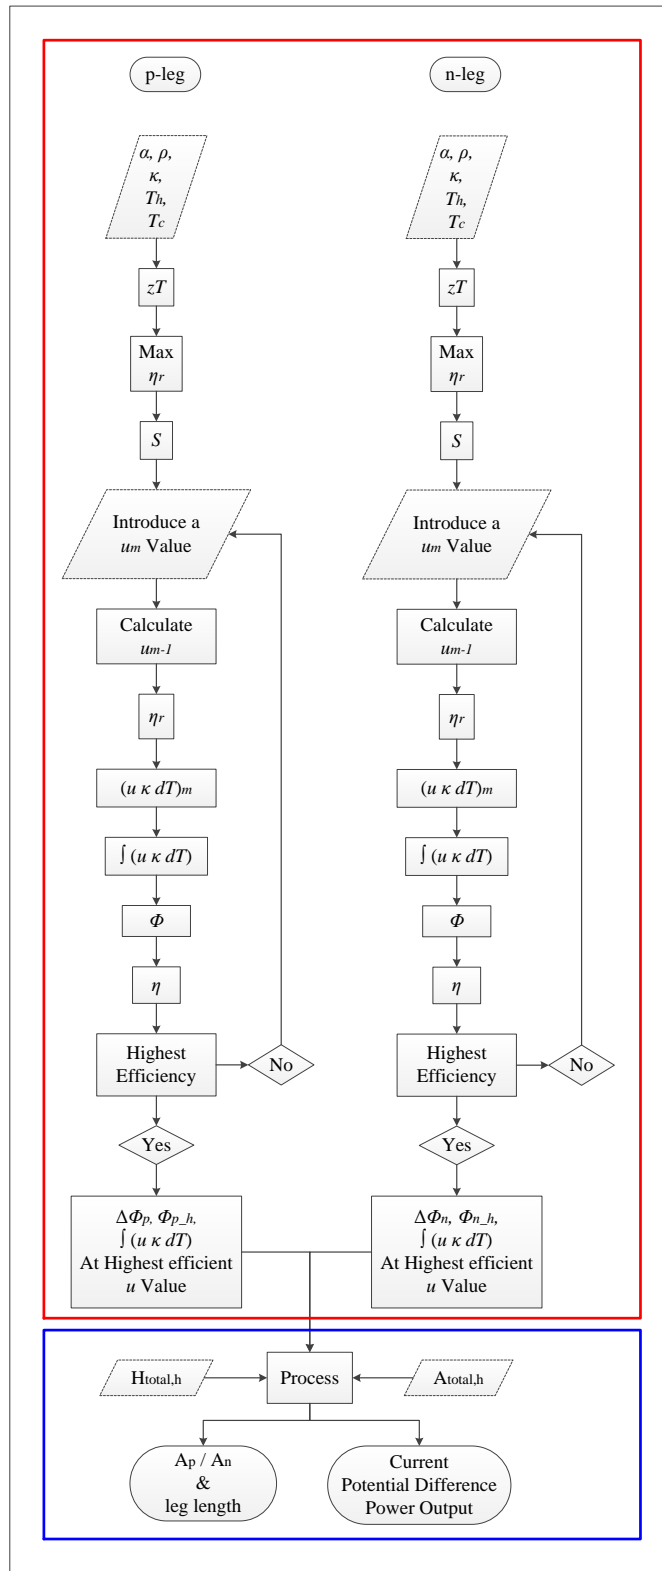 p-leg
n-leg
α, ρ,
κ,
Th,
Tc
α, ρ,
κ,
Th,
Tc
zT
zT
Max
ηr
Max
ηr
S
S
Introduce a
um Value
Introduce a
um Value
Calculate
um-1
Calculate
um-1
ηr
ηr
(u κ dT)m
(u κ dT)m
∫ (u κ dT)
∫ (u κ dT)
Φ
Φ
η
η
Highest
Efficiency
No
Highest
Efficiency
No
Yes
Yes
ΔΦp, Φp_h,
∫ (u κ dT)
At Highest efficient
u Value
ΔΦn, Φn_h,
∫ (u κ dT)
At Highest efficient
u Value
Htotal,h
Process
Atotal,h
Ap / An
&
leg length
Current
Potential Difference
Power Output